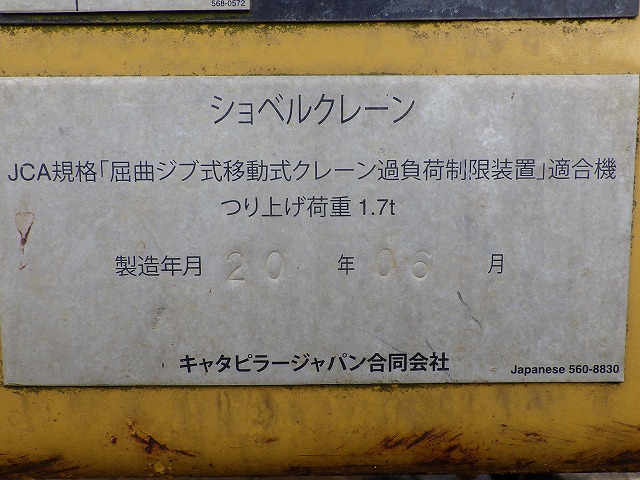 568-0572
ショベルクレーン
JCA規格「屈曲ジブ式移動式クレーン過負荷制限装置」適合機
つり上げ荷重 1.7t
製造年月 20 年 06 月
キャタピラージャパン合同会社
Japanese 560-8830